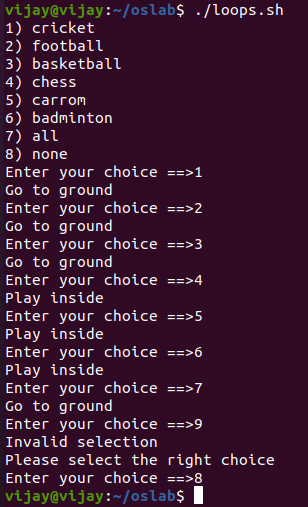 vijay@vijay:~/oslab$ ./loops.sh
1) cricket
2) football
3) basketball
4) chess
5) carrom
6) badminton
7) all
8) none
Enter your choice ==>1
Go to ground
Enter your choice ==>2
Go to ground
Enter your choice ==>3
Go to ground
Enter your choice ==>4
Play inside
Enter your choice ==>5
Play inside
Enter your choice ==>6
Play inside
Enter your choice ==>7
Go to ground
Enter your choice ==>9
Invalid selection
Please select the right choice
Enter your choice ==>8
vijay@vijay:~/oslab$